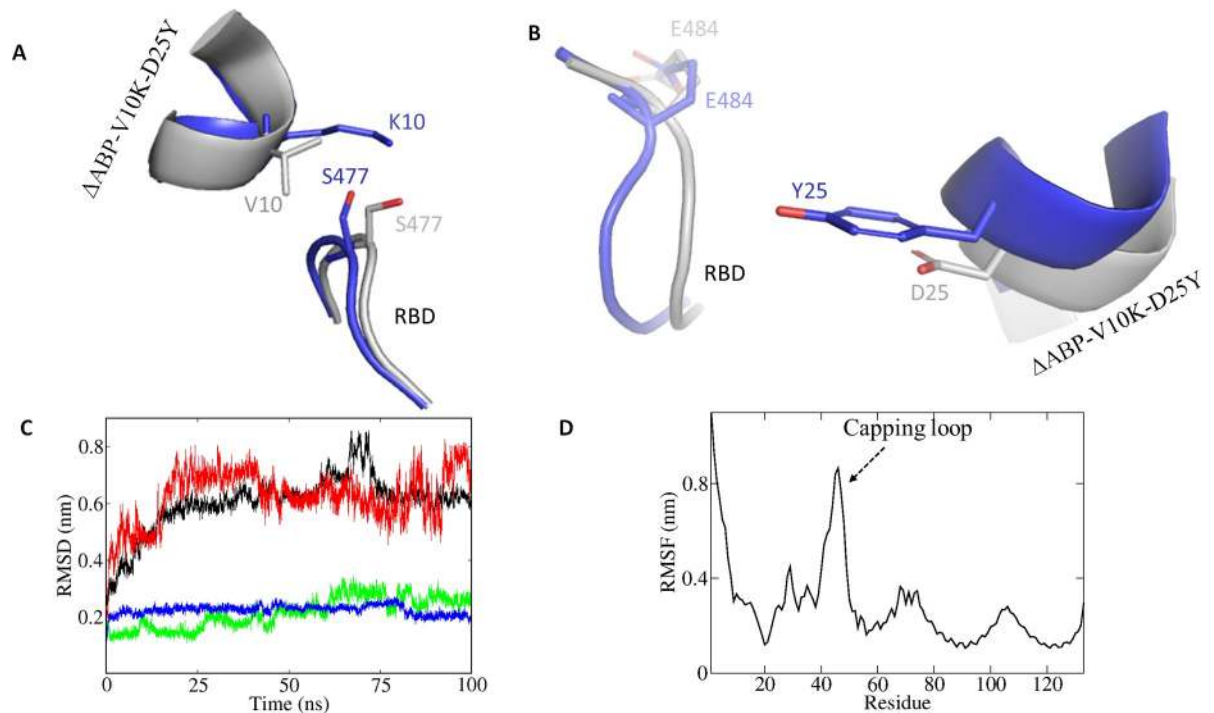 A
ΔABP-V10K-D25Y
K10
S477
V10
S477
RBD
B
E484
E484
Y25
D25
RBD
ΔABP-V10K-D25Y
C
0.8
0.6
0.4
0.2
RMSD (nm)
0
25
50
75
100
Time (ns)
D
Capping loop
0.8
0.4
0
RMSF (nm)
20
40
60
80
100
120
Residue